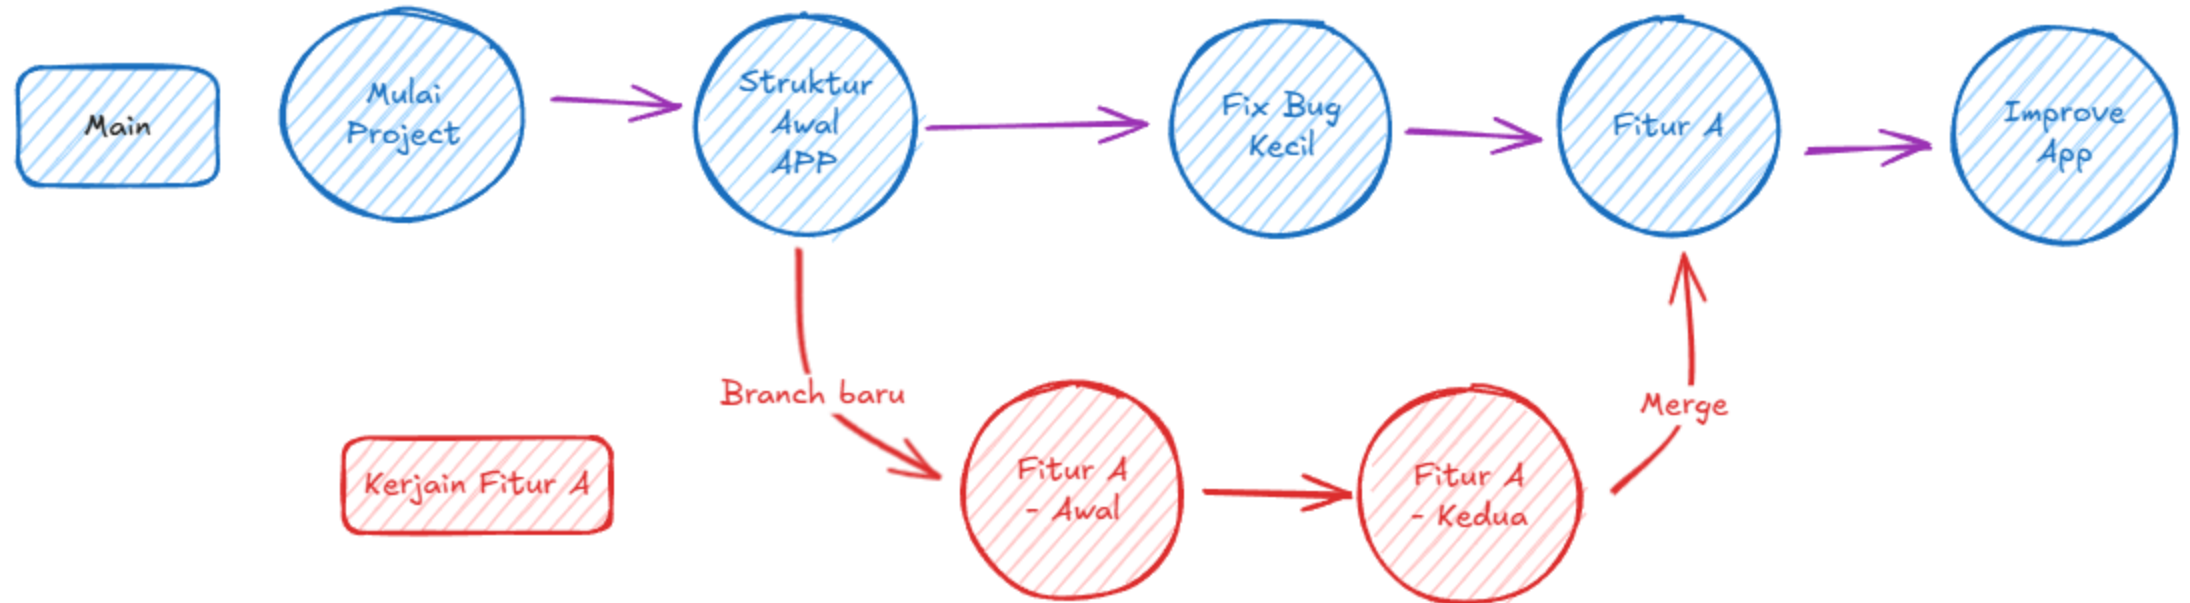 Main
Mulai
Project
Struktur
Awal
APP
Fix Bug
Kecil
Fitur A
Improve
App
Branch baru
Merge
Kerjain Fitur A
Fitur A
- Awal
Fitur A
- Kedua